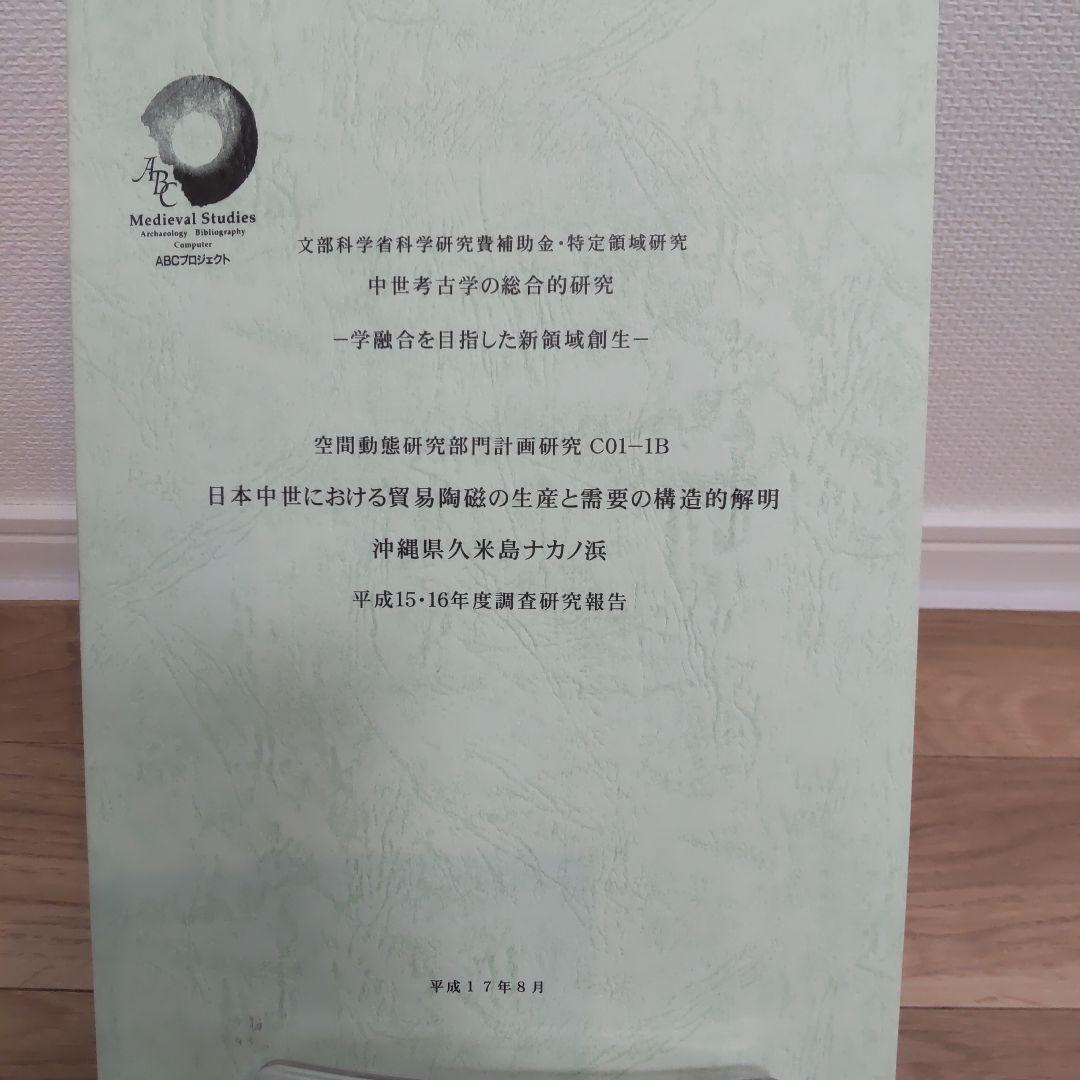 ABC
Medieval Studies
Archaeology Bibliography
Computer
ABCプロジェクト
文部科学省科学研究費補助金・特定領域研究
中世考古学の総合的研究
－学融合を目指した新領域創生－
空間動態研究部門計画研究 C01－1B
日本中世における貿易陶磁の生産と需要の構造的解明
沖縄県久米島ナカノ浜
平成15・16年度調査研究報告
平成１７年８月